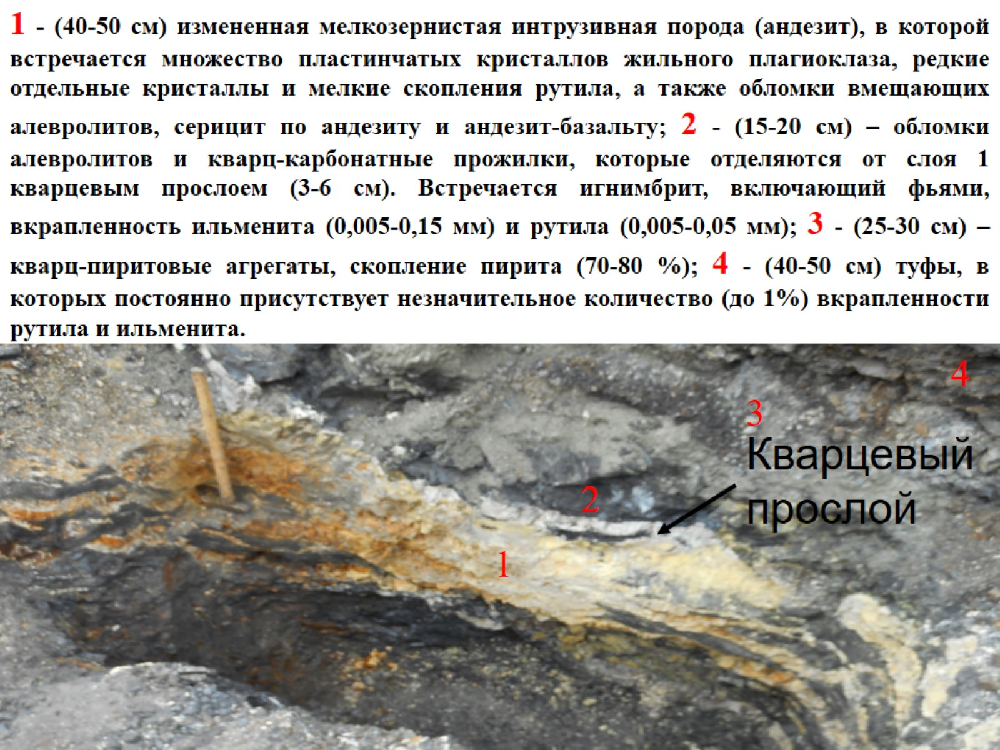 1 - (40-50 см) измененная мелкозернистая интрузивная порода (андезит), в которой
встречается множество пластинчатых кристаллов жильного плагиоклаза, редкие
отдельные кристаллы и мелкие скопления рутила, а также обломки вмещающих
алевролитов, серицит по андезиту и андезит-базальту; 2 - (15-20 см) – обломки
алевролитов и кварц-карбонатные прожилки, которые отделяются от слоя 1
кварцевым прослоем (3-6 см). Встречается игнимбрит, включающий фьями,
вкрапленность ильменита (0,005-0,15 мм) и рутила (0,005-0,05 мм); 3 - (25-30 см) –
кварц-пиритовые агрегаты, скопление пирита (70-80 %); 4 - (40-50 см) туфы, в
которых постоянно присутствует незначительное количество (до 1%) вкрапленности
рутила и ильменита.
4
3
Кварцевый
прослой
2
1